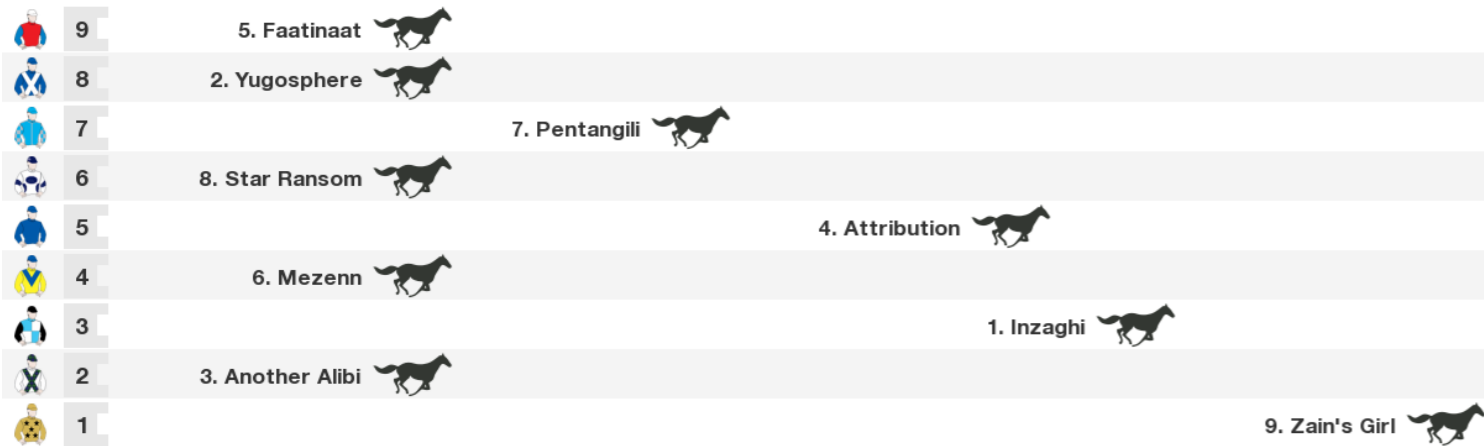 9 5. Faatinaat
8 2. Yugosphere
7 7. Pentangili
6 8. Star Ransom
5 4. Attribution
4 6. Mezenn
3 1. Inzaghi
2 3. Another Alibi
1 9. Zain's Girl